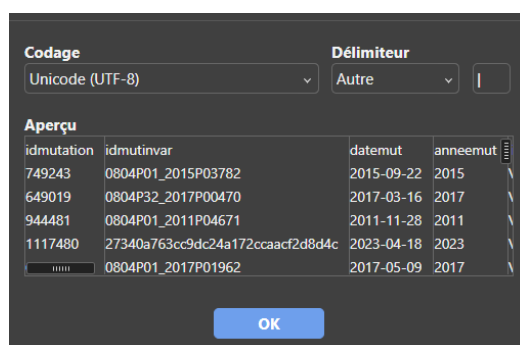 Codage Délimiteur
Unicode (UTF-8) Autre |
Aperçu
idmutation idmutinvar datemut anneemut
749243 0804P01_2015P03782 2015-09-22 2015
649019 0804P32_2017P00470 2017-03-16 2017
944481 0804P01_2011P04671 2011-11-28 2011
1117480 27340a763cc9dc24a172ccaacf2d8d4c 2023-04-18 2023
0804P01_2017P01962 2017-05-09 2017
OK